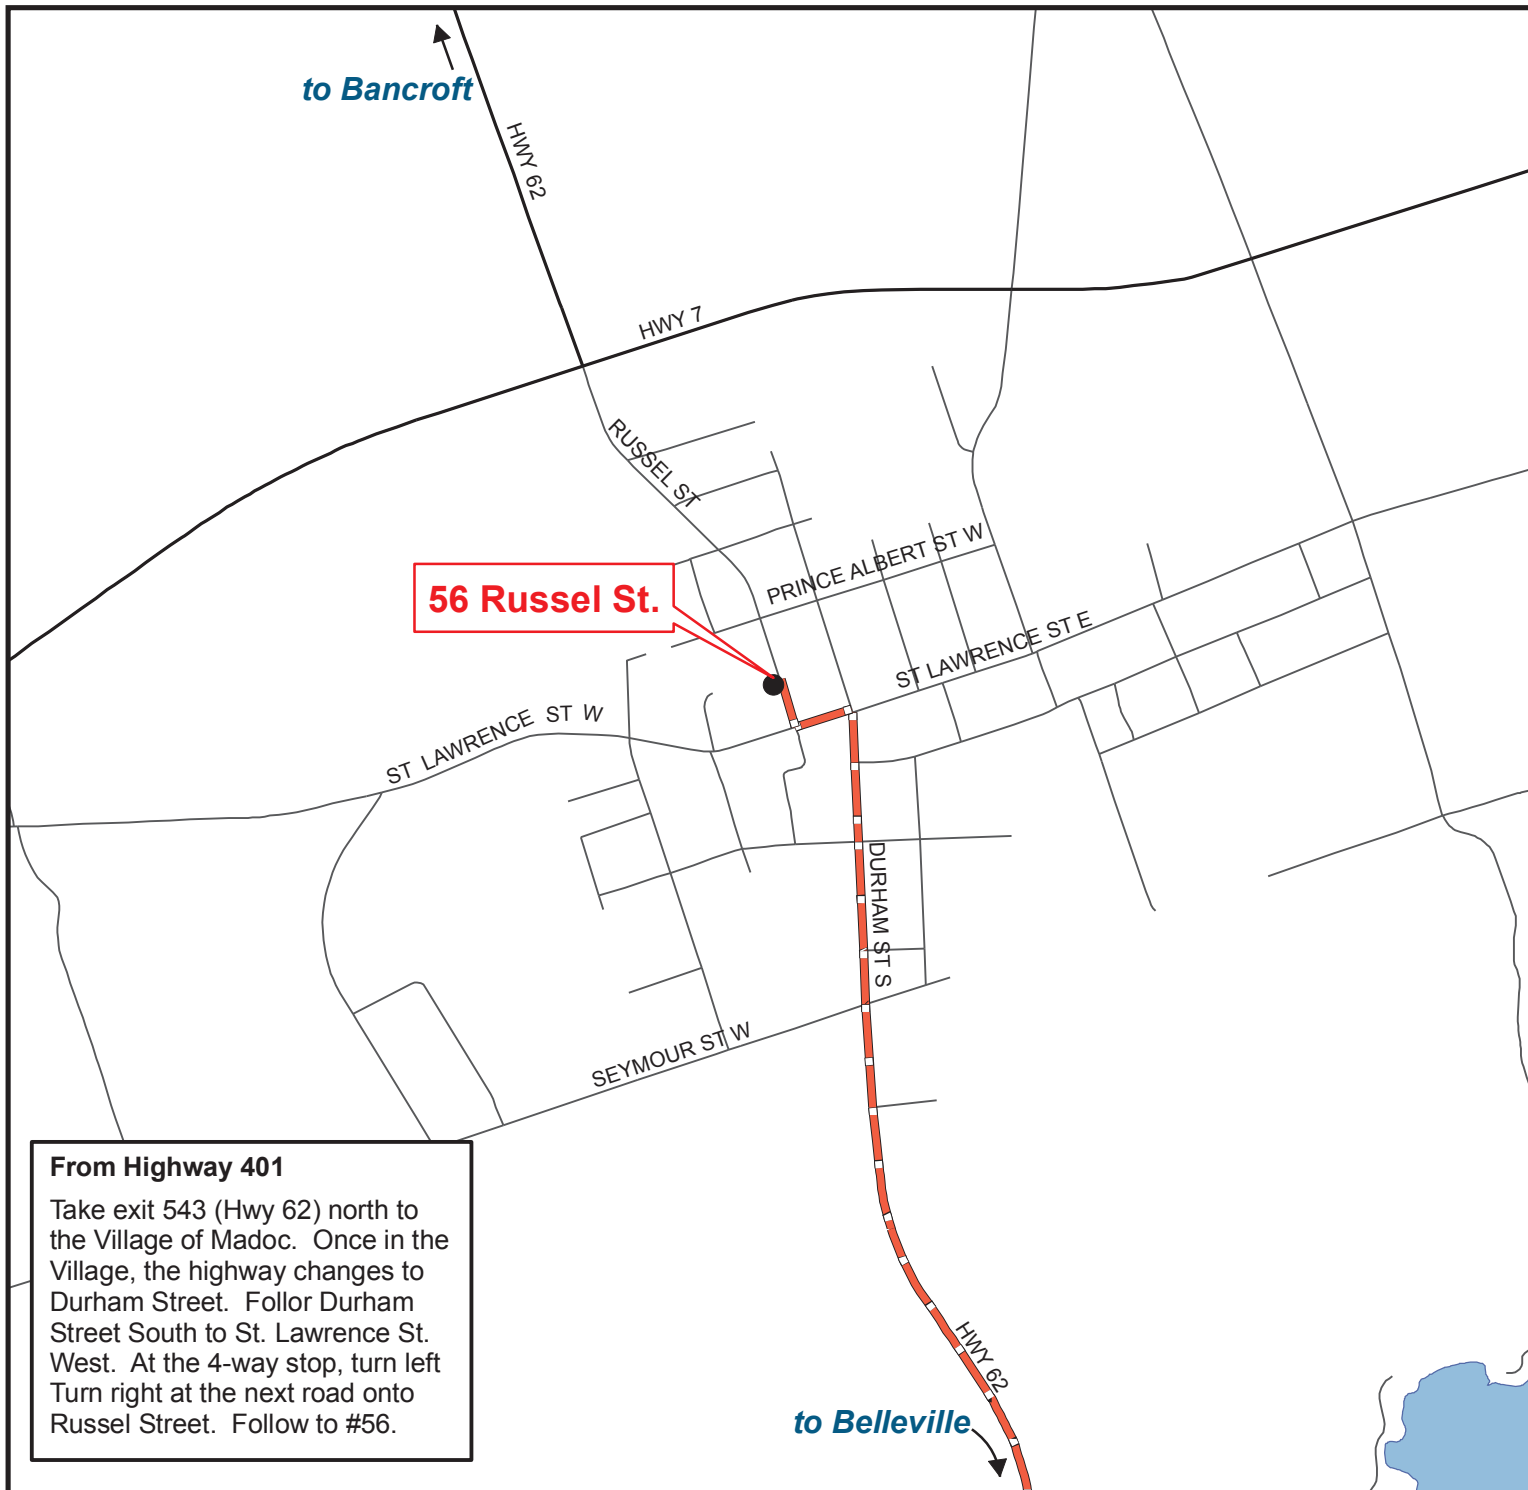 to Bancroft
HWY 62
HWY 7
RUSSEL ST
PRINCE ALBERT ST W
56 Russel St.
ST LAWRENCE ST E
ST LAWRENCE ST W
DURHAM ST S
SEYMOUR ST W
From Highway 401
Take exit 543 (Hwy 62) north to
the Village of Madoc. Once in the
Village, the highway changes to
Durham Street. Follor Durham
Street South to St. Lawrence St.
West. At the 4-way stop, turn left
Turn right at the next road onto
Russel Street. Follow to #56.
HWY 62
to Belleville